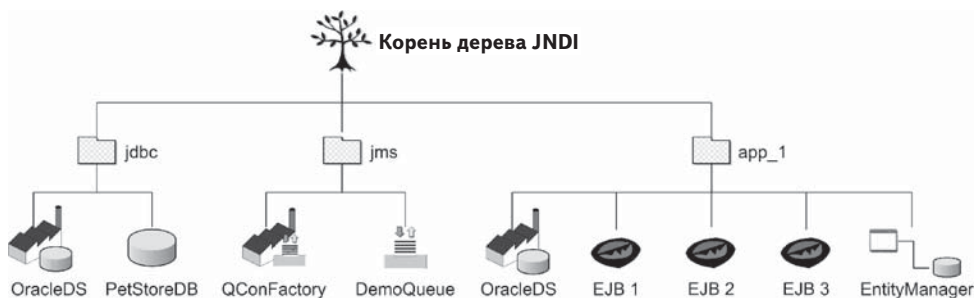 Корень дерева JNDI
jdbc
jms
app_1
OracleDS
PetStoreDB
QConFactory
DemoQueue
OracleDS
EJB 1
EJB 2
EJB 3
EntityManager